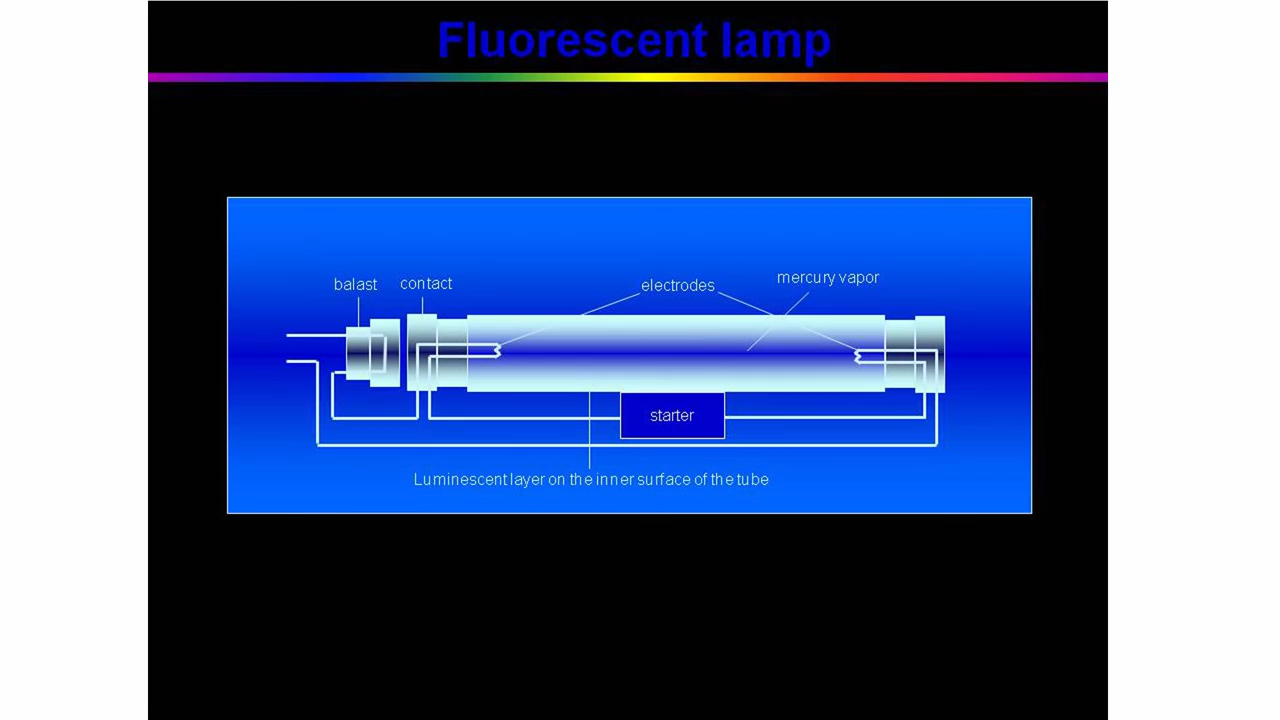 Fluorescent lamp
balast
contact
electrodes
mercury vapor
starter
Luminescent layer on the inner surface of the tube